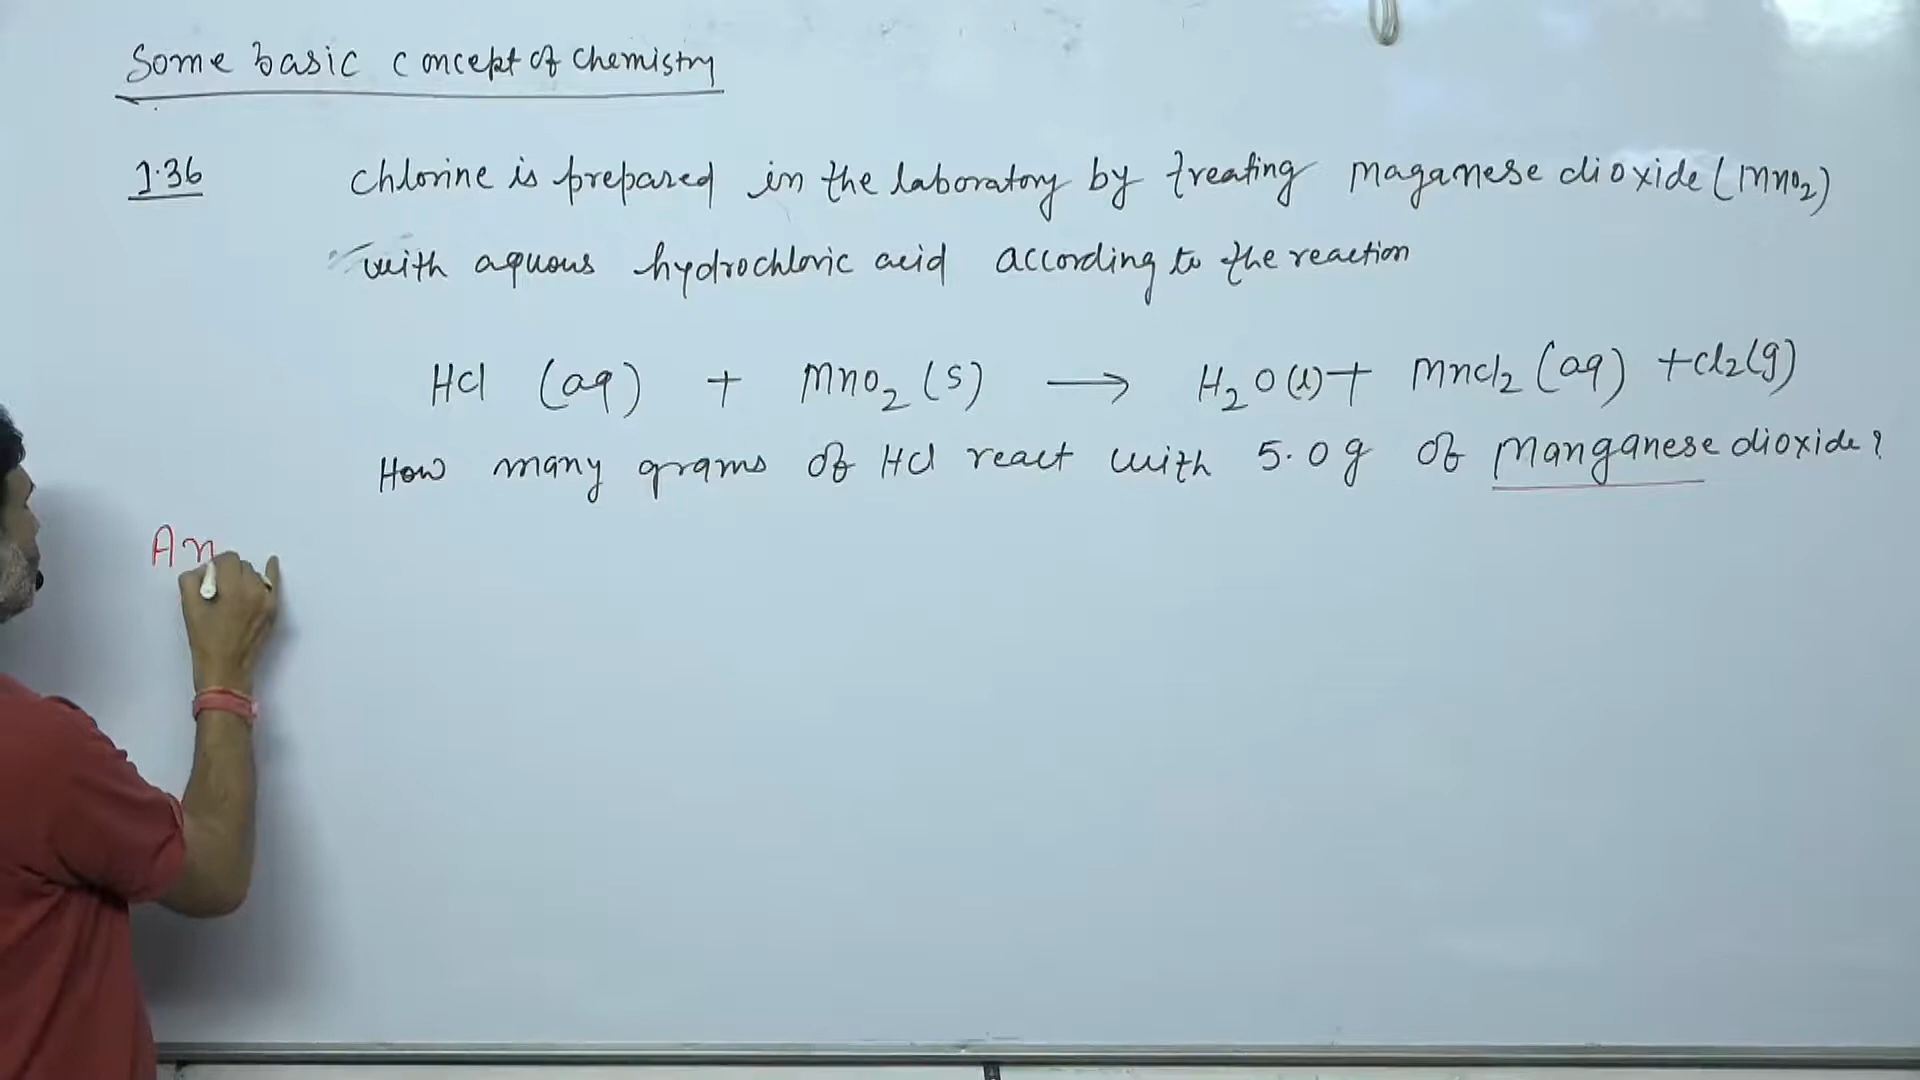 Some basic concept of chemistry
1.36 chlorine is prepared in the laboratory by treating maganese dioxide (MnO2)
with aquous hydrochloric acid according to the reaction
HCl (aq) + MnO2 (s) → H2O(l) + MnCl2 (aq) + Cl2(g)
How many grams of HCl react with 5.0 g of Manganese dioxide?
An